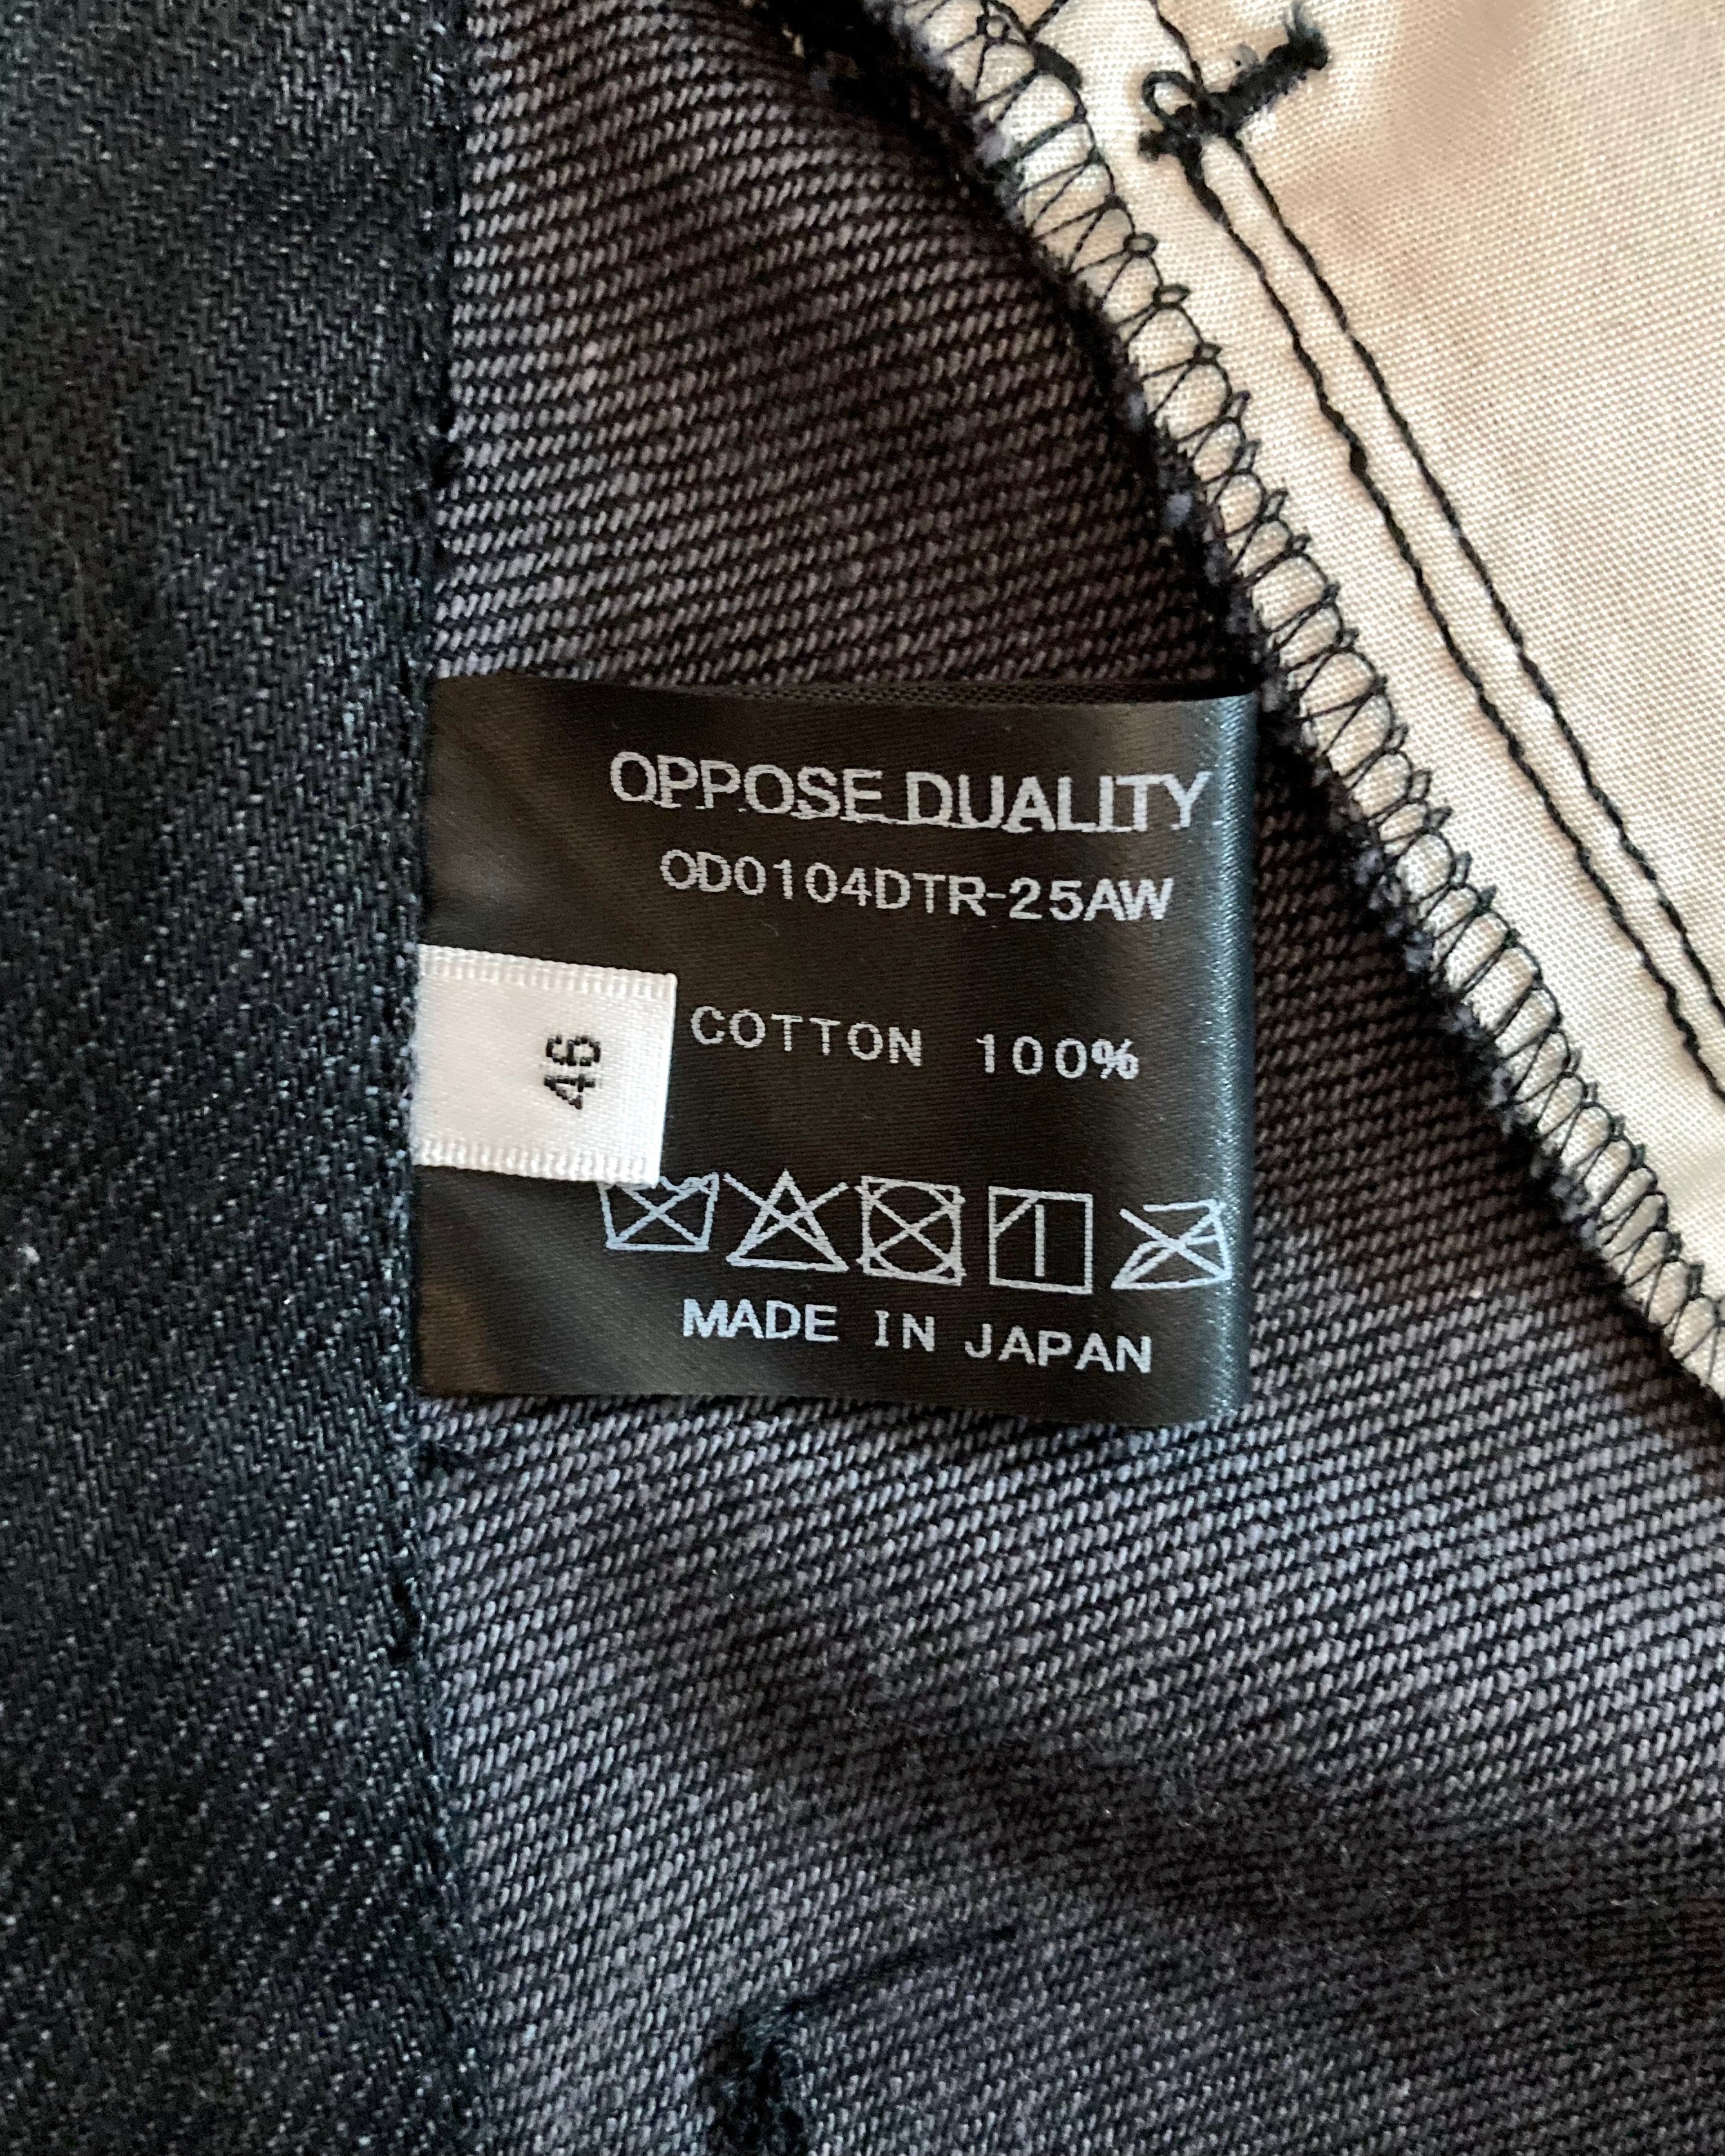 OPPOSE DUALITY
OD0104DTR-25AW
COTTON 100%
46
MADE IN JAPAN